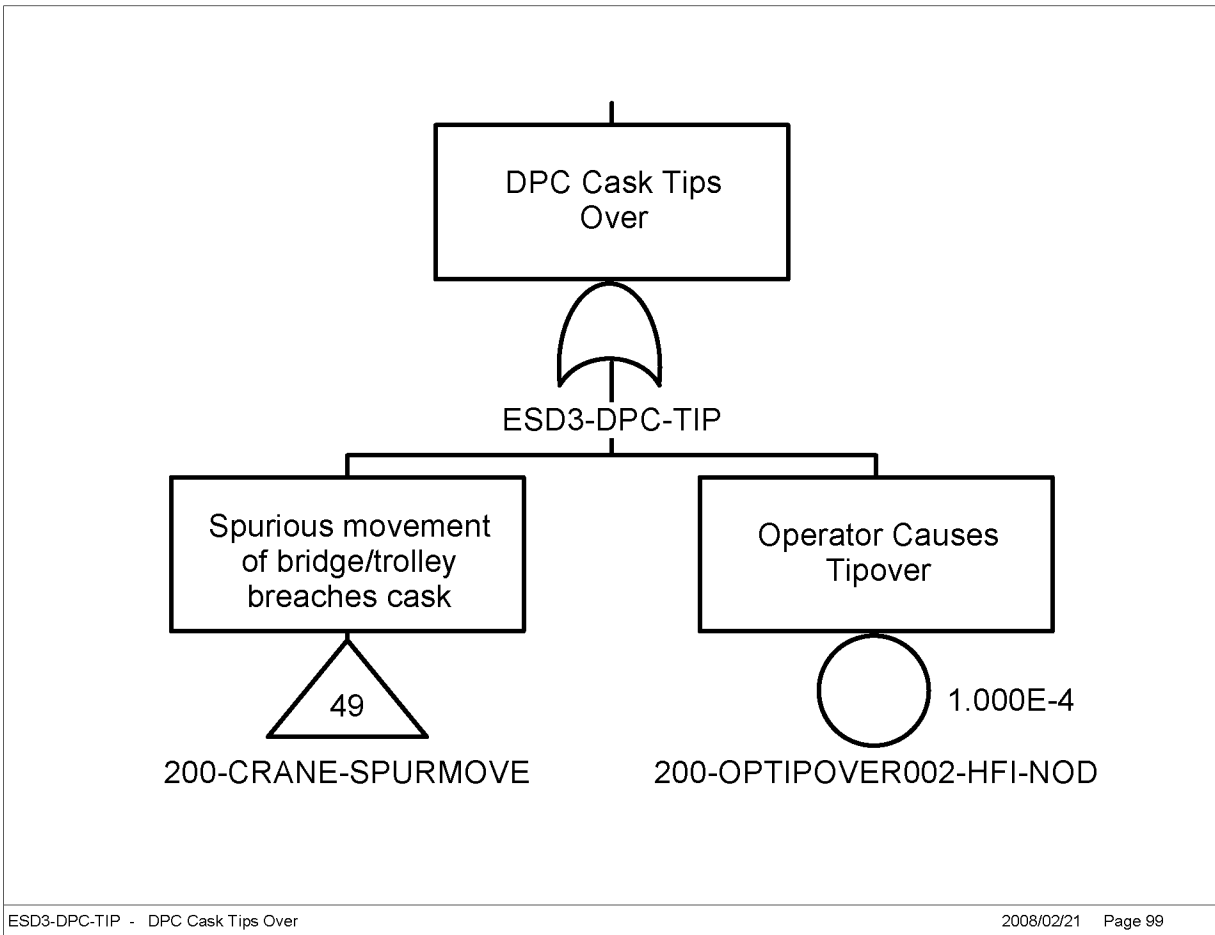 DPC Cask Tips
Over
ESD3-DPC-TIP
Spurious movement
of bridge/trolley
breaches cask
49
200-CRANE-SPURMOVE
Operator Causes
Tipover
1.000E-4
200-OPTIPOVER002-HFI-NOD
ESD3-DPC-TIP - DPC Cask Tips Over
2008/02/21 Page 99